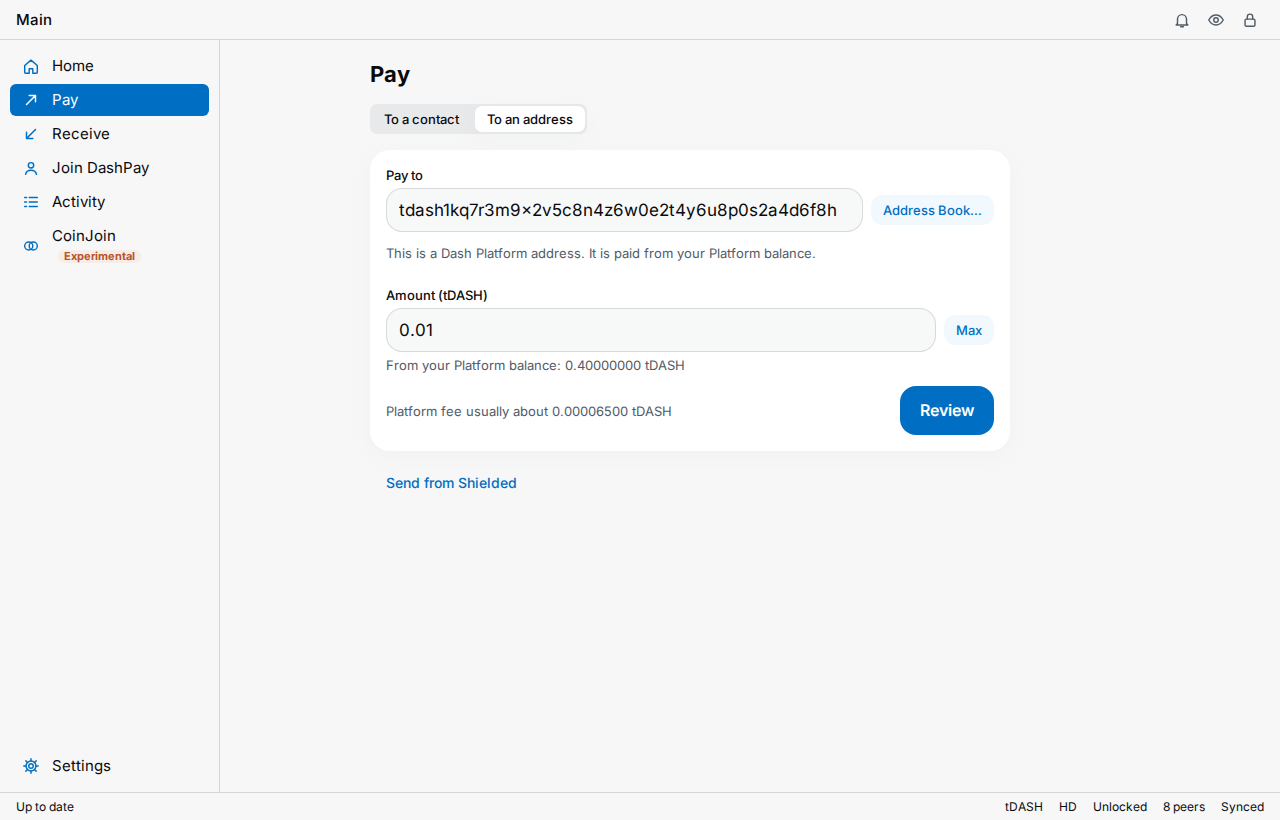 Main
Home
Pay
Receive
Join DashPay
Activity
CoinJoin
Experimental
Settings
Pay
To a contact
To an address
Pay to
tdash1kq7r3m9×2v5c8n4z6w0e2t4y6u8p0s2a4d6f8h
Address Book...
This is a Dash Platform address. It is paid from your Platform balance.
Amount (tDASH)
0.01
Max
From your Platform balance: 0.40000000 tDASH
Platform fee usually about 0.00006500 tDASH
Review
Send from Shielded
Up to date
tDASH
HD
Unlocked
8 peers
Synced